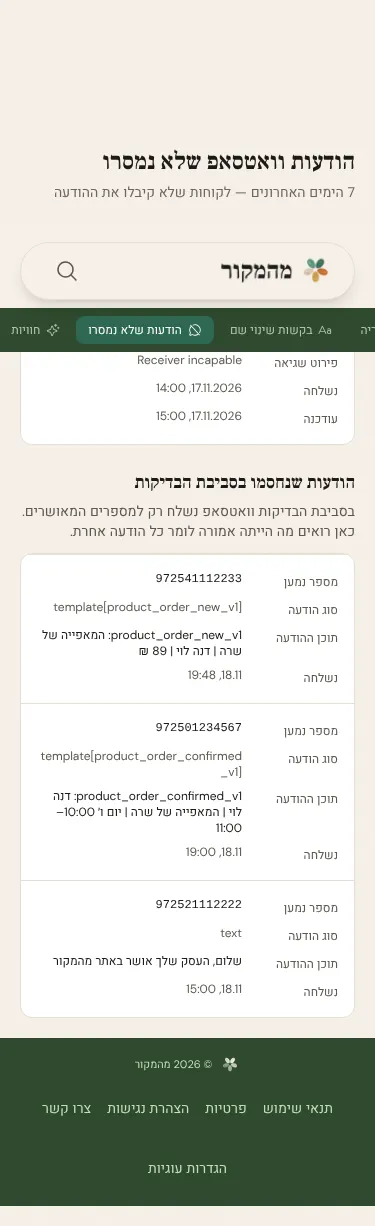 הודעות וואטסאפ שלא נמסרו
7 הימים האחרונים — לקוחות שלא קיבלו את ההודעה
מהמקור
ריה
Aa בקשות שינוי שם
הודעות שלא נמסרו
חוויות
פירוט שגיאה Receiver incapable
נשלחה 17.11.2026, 14:00
עודכנה 17.11.2026, 15:00
הודעות שנחסמו בסביבת הבדיקות
בסביבת הבדיקות וואטסאפ נשלח רק למספרים המאושרים.
כאן רואים מה הייתה אמורה לומר כל הודעה אחרת.
מספר נמען 972541112233
סוג הודעה template[product_order_new_v1]
תוכן ההודעה product_order_new_v1: המאפייה של
שרה | דנה לוי | 89 ₪
נשלחה 18.11, 19:48
מספר נמען 972501234567
סוג הודעה template[product_order_confirmed
_v1]
תוכן ההודעה product_order_confirmed_v1: דנה
לוי | המאפייה של שרה | יום ו' 10:00–
11:00
נשלחה 18.11, 19:00
מספר נמען 972521112222
סוג הודעה text
תוכן ההודעה שלום, העסק שלך אושר באתר מהמקור
נשלחה 18.11, 15:00
© 2026 מהמקור
תנאי שימוש פרטיות הצהרת נגישות צרו קשר
הגדרות עוגיות